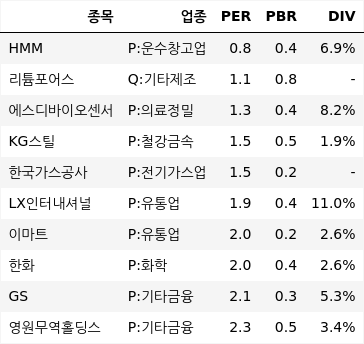 종목 업종 PER PBR DIV
HMM P:운수창고업 0.8 0.4 6.9%
리튬포어스 Q:기타제조 1.1 0.8 -
에스디바이오센서 P:의료정밀 1.3 0.4 8.2%
KG스틸 P:철강금속 1.5 0.5 1.9%
한국가스공사 P:전기가스업 1.5 0.2 -
LX인터내셔널 P:유통업 1.9 0.4 11.0%
이마트 P:유통업 2.0 0.2 2.6%
한화 P:화학 2.0 0.4 2.6%
GS P:기타금융 2.1 0.3 5.3%
영원무역홀딩스 P:기타금융 2.3 0.5 3.4%